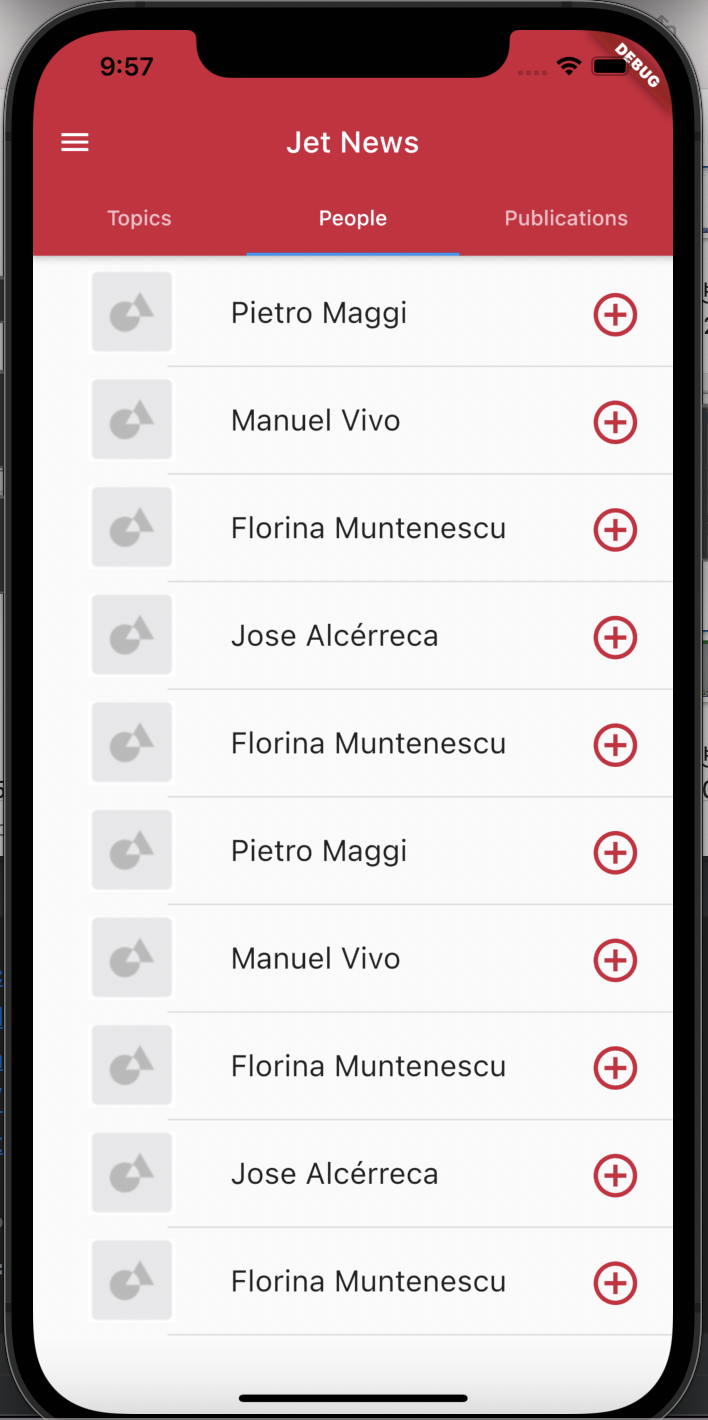 9:57
DEBUG
Jet News
Topics People Publications
Pietro Maggi
Manuel Vivo
Florina Muntenescu
Jose Alcérreca
Florina Muntenescu
Pietro Maggi
Manuel Vivo
Florina Muntenescu
Jose Alcérreca
Florina Muntenescu